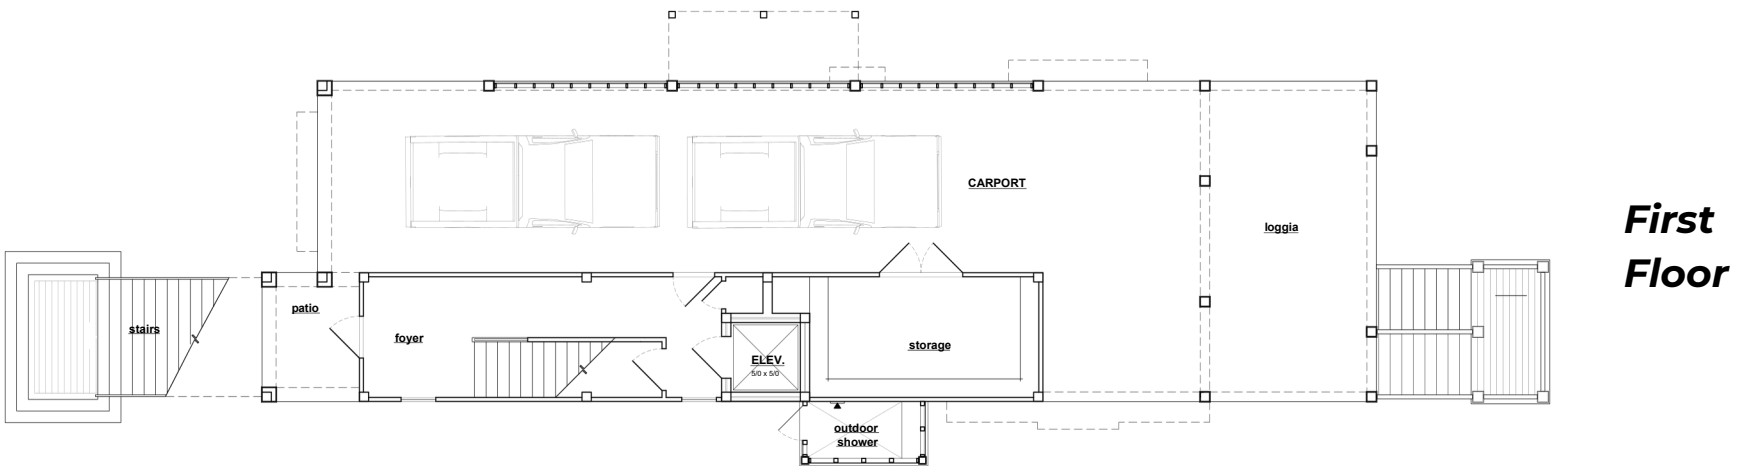 CARPORT
First
Floor
loggia
patio
stairs
foyer
storage
ELEV.
5/0 x 5/0
outdoor
shower